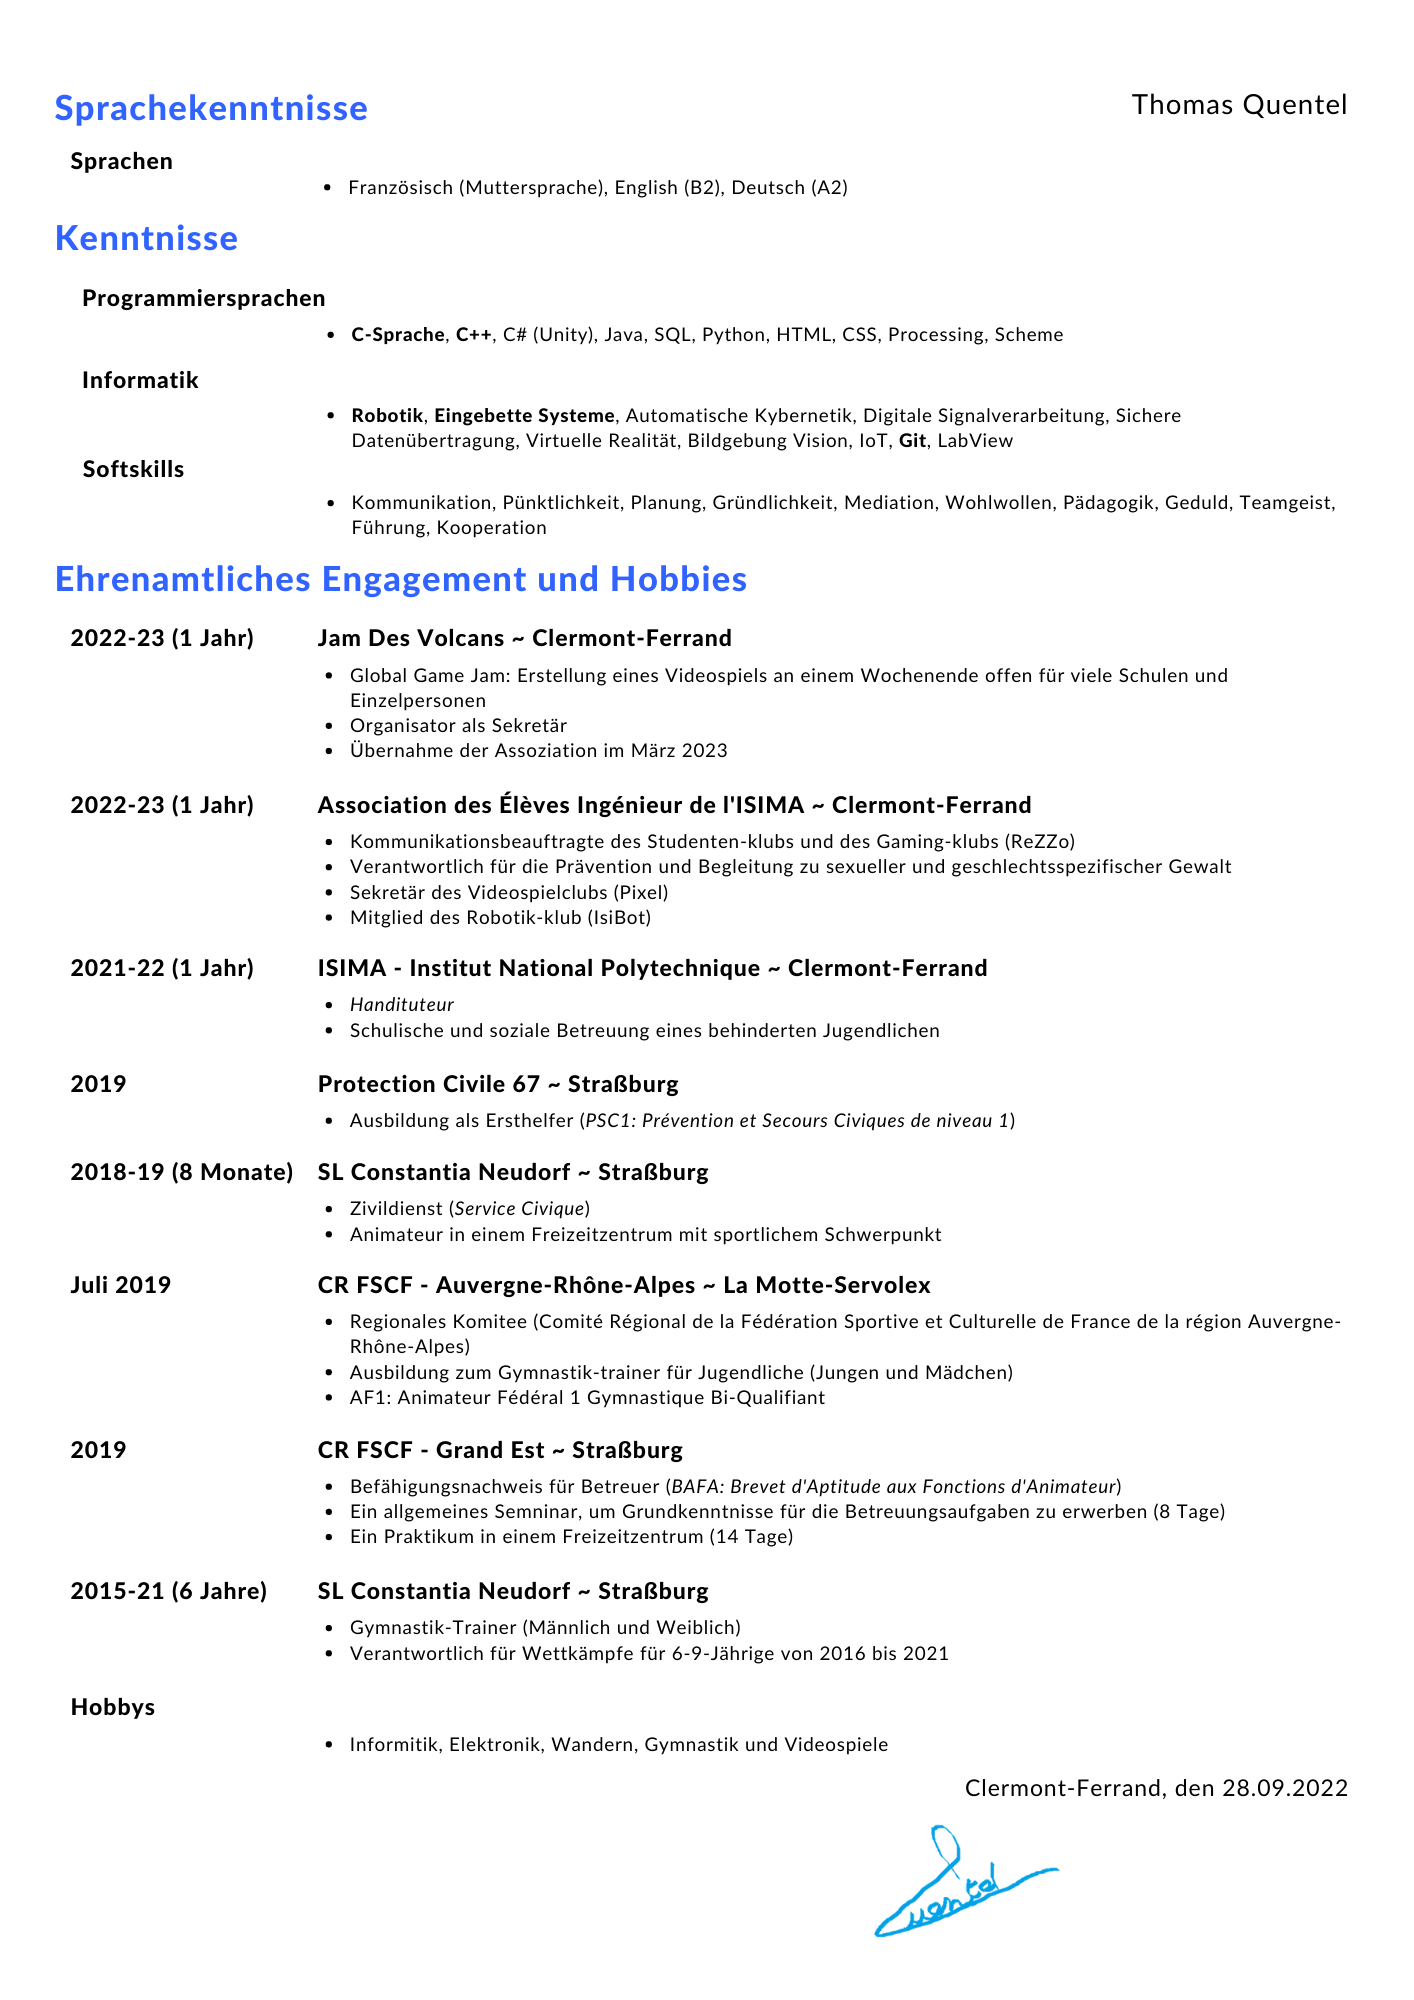 Sprachekenntnisse
Thomas Quentel
Sprachen
• Französisch (Muttersprache), English (B2), Deutsch (A2)
Kenntnisse
Programmiersprachen
• C-Sprache, C++, C# (Unity), Java, SQL, Python, HTML, CSS, Processing, Scheme
Informatik
• Robotik, Eingebette Systeme, Automatische Kybernetik, Digitale Signalverarbeitung, Sichere
Datenübertragung, Virtuelle Realität, Bildgebung Vision, IoT, Git, LabView
Softskills
• Kommunikation, Pünktlichkeit, Planung, Gründlichkeit, Mediation, Wohlwollen, Pädagogik, Geduld, Teamgeist,
Führung, Kooperation
Ehrenamtliches Engagement und Hobbies
2022-23 (1 Jahr) Jam Des Volcans ~ Clermont-Ferrand
• Global Game Jam: Erstellung eines Videospiels an einem Wochenende offen für viele Schulen und
Einzelpersonen
• Organisator als Sekretär
• Übernahme der Assoziation im März 2023
2022-23 (1 Jahr) Association des Élèves Ingénieur de l'ISIMA ~ Clermont-Ferrand
• Kommunikationsbeauftragte des Studenten-klubs und des Gaming-klubs (ReZZo)
• Verantwortlich für die Prävention und Begleitung zu sexueller und geschlechtsspezifischer Gewalt
• Sekretär des Videospielclubs (Pixel)
• Mitglied des Robotik-klub (IsiBot)
2021-22 (1 Jahr) ISIMA - Institut National Polytechnique ~ Clermont-Ferrand
• Handituteur
• Schulische und soziale Betreuung eines behinderten Jugendlichen
2019 Protection Civile 67 ~ Straßburg
• Ausbildung als Ersthelfer (PSC1: Prévention et Secours Civiques de niveau 1)
2018-19 (8 Monate) SL Constantia Neudorf ~ Straßburg
• Zivildienst (Service Civique)
• Animateur in einem Freizeitzentrum mit sportlichem Schwerpunkt
Juli 2019 CR FSCF - Auvergne-Rhône-Alpes ~ La Motte-Servolex
• Regionales Komitee (Comité Régional de la Fédération Sportive et Culturelle de France de la région Auvergne-
Rhône-Alpes)
• Ausbildung zum Gymnastik-trainer für Jugendliche (Jungen und Mädchen)
• AF1: Animateur Fédéral 1 Gymnastique Bi-Qualifiant
2019 CR FSCF - Grand Est ~ Straßburg
• Befähigungsnachweis für Betreuer (BAFA: Brevet d'Aptitude aux Fonctions d'Animateur)
• Ein allgemeines Semninar, um Grundkenntnisse für die Betreuungsaufgaben zu erwerben (8 Tage)
• Ein Praktikum in einem Freizeitzentrum (14 Tage)
2015-21 (6 Jahre) SL Constantia Neudorf ~ Straßburg
• Gymnastik-Trainer (Männlich und Weiblich)
• Verantwortlich für Wettkämpfe für 6-9-Jährige von 2016 bis 2021
Hobbys
• Informitik, Elektronik, Wandern, Gymnastik und Videospiele
Clermont-Ferrand, den 28.09.2022
Quentel